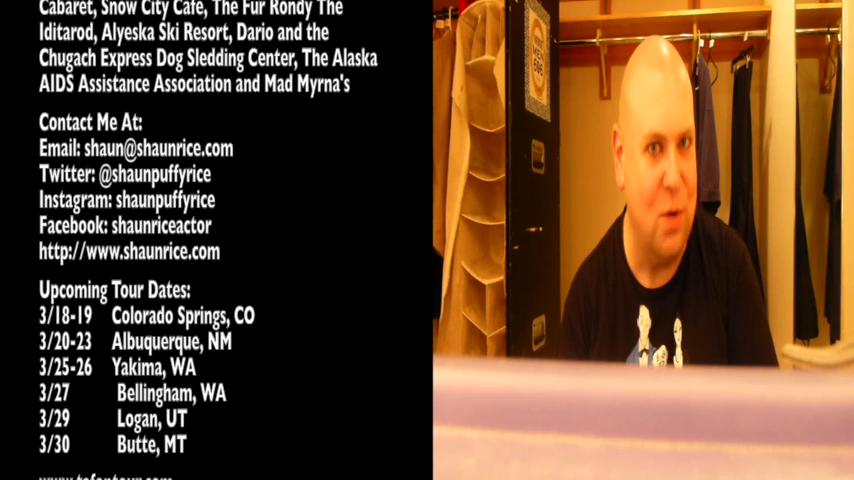 Cabaret, Snow City Cafe, The Fur Rondy The
Iditarod, Alyeska Ski Resort, Dario and the
Chugach Express Dog Sledding Center, The Alaska
AIDS Assistance Association and Mad Myrna's
Contact Me At:
Email: shaun@shaunrice.com
Twitter: @shaunpuffyrice
Instagram: shaunpuffyrice
Facebook: shaunriceactor
http://www.shaunrice.com
Upcoming Tour Dates:
3/18-19 Colorado Springs, CO
3/20-23 Albuquerque, NM
3/25-26 Yakima, WA
3/27 Bellingham, WA
3/29 Logan, UT
3/30 Butte, MT